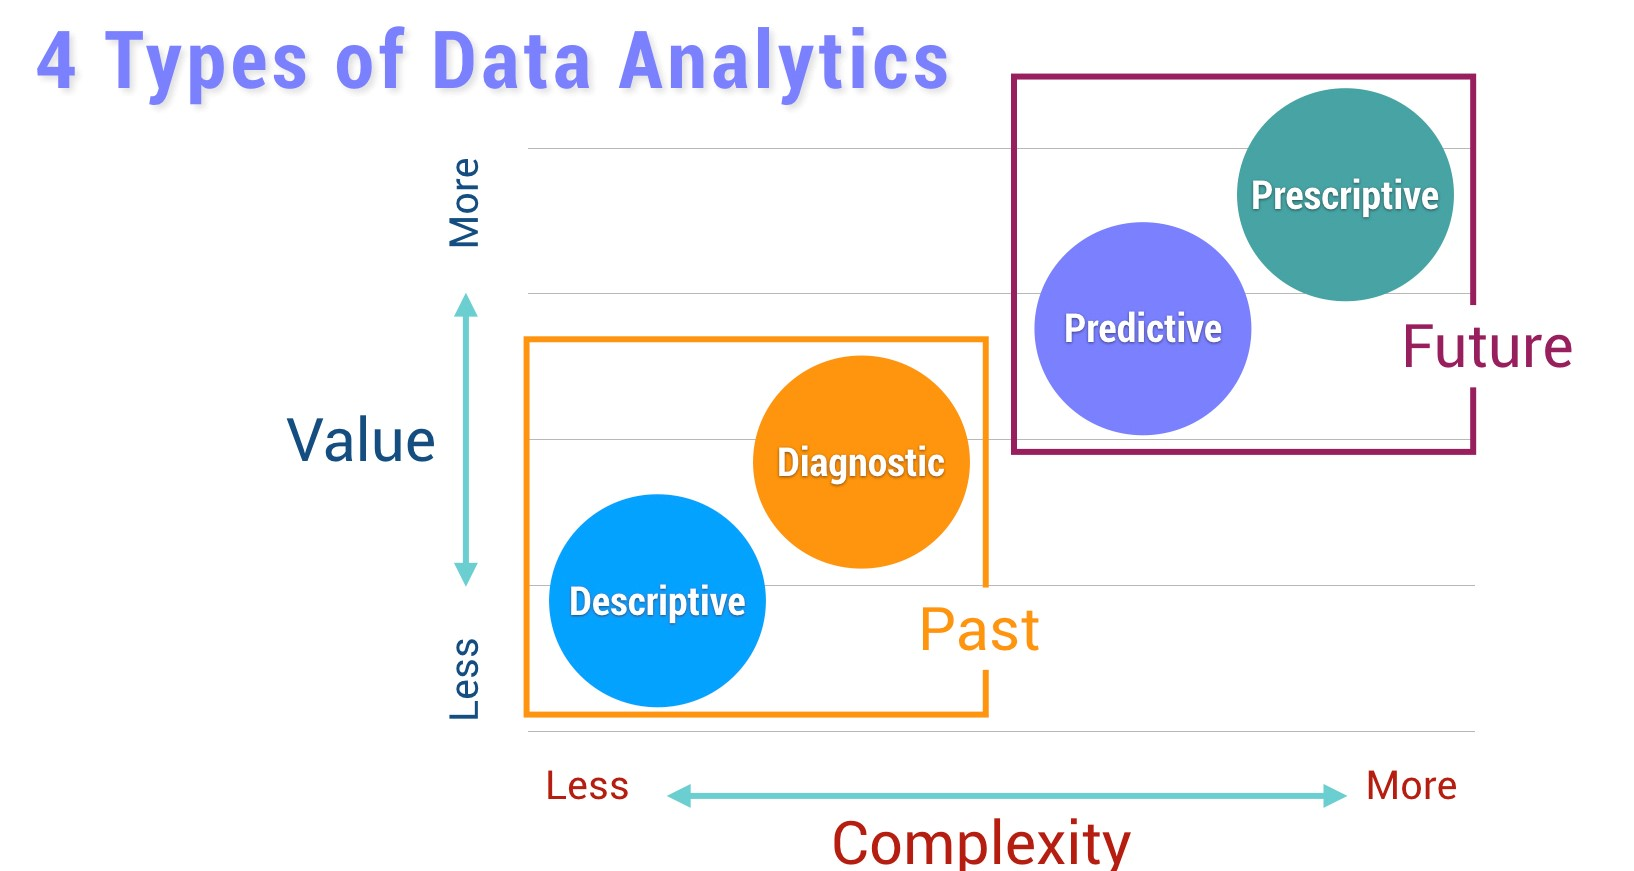 4 Types of Data Analytics
More
Prescriptive
Predictive
Future
Value
Diagnostic
Descriptive
Past
Less
Less
More
Complexity